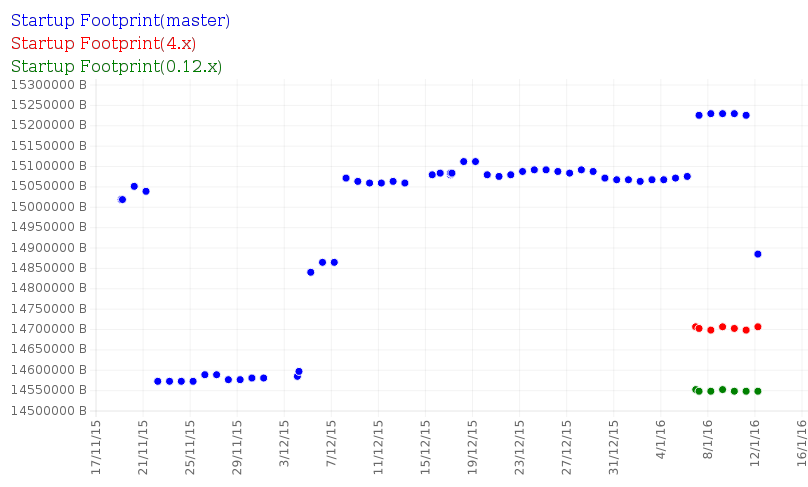 Startup Footprint(master)
Startup Footprint(4.x)
Startup Footprint(0.12.x)
15300000 B
15250000 B
15200000 B
15150000 B
15100000 B
15050000 B
15000000 B
14950000 B
14900000 B
14850000 B
14800000 B
14750000 B
14700000 B
14650000 B
14600000 B
14550000 B
14500000 B
17/11/15
21/11/15
25/11/15
29/11/15
3/12/15
7/12/15
11/12/15
15/12/15
19/12/15
23/12/15
27/12/15
31/12/15
4/1/16
8/1/16
12/1/16
16/1/16